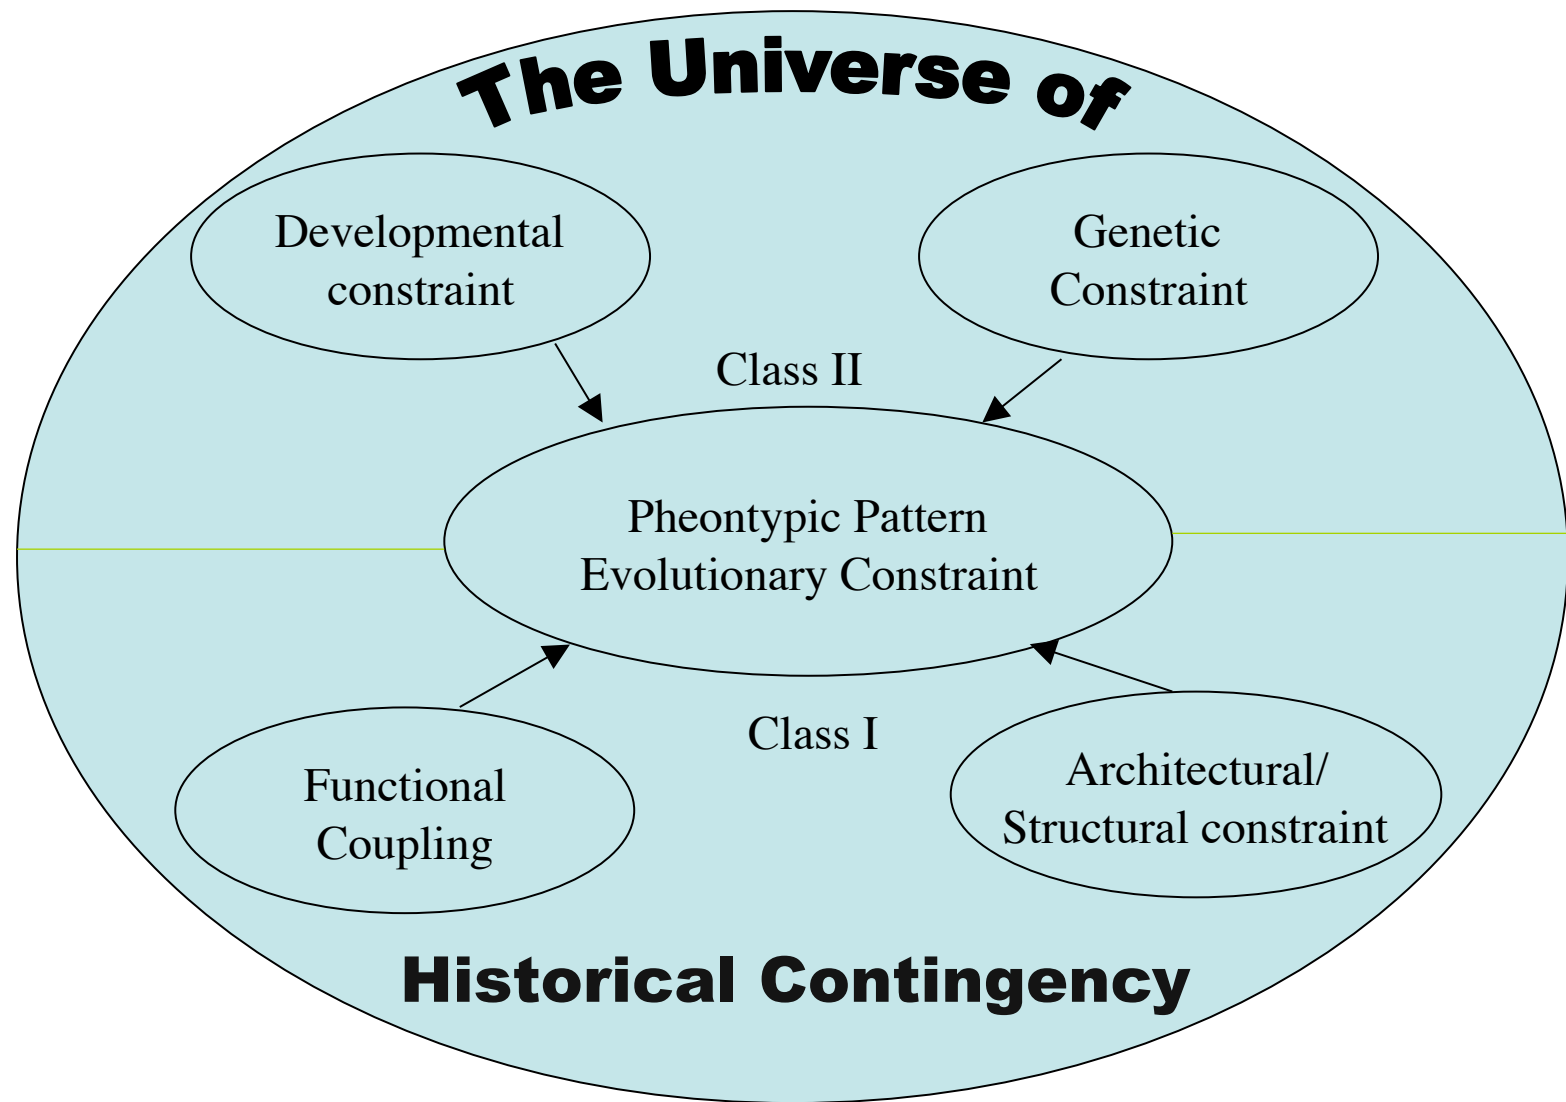 The Universe of
Developmental
constraint
Genetic
Constraint
Class II
Pheontypic Pattern
Evolutionary Constraint
Class I
Functional
Coupling
Architectural/
Structural constraint
Historical Contingency